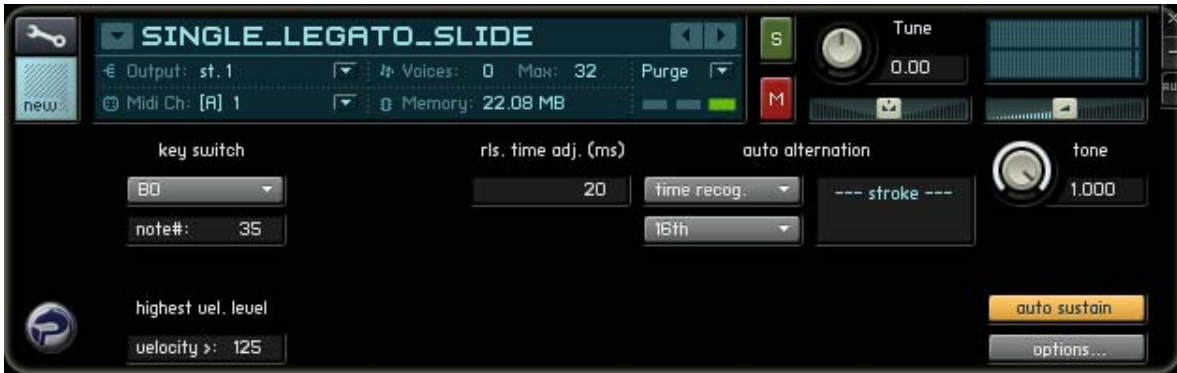 SINGLE_LEGATO_SLIDE
S
Tune
Output: st. 1
Voices: 0 Max: 32
Purge
0.00
new
Midi Ch: [A] 1
Memory: 22.08 MB
M
key switch
rls. time adj. (ms)
auto alternation
tone
B0
20
time recog.
--- stroke ---
1.000
note#: 35
16th
highest vel. level
auto sustain
velocity >: 125
options...